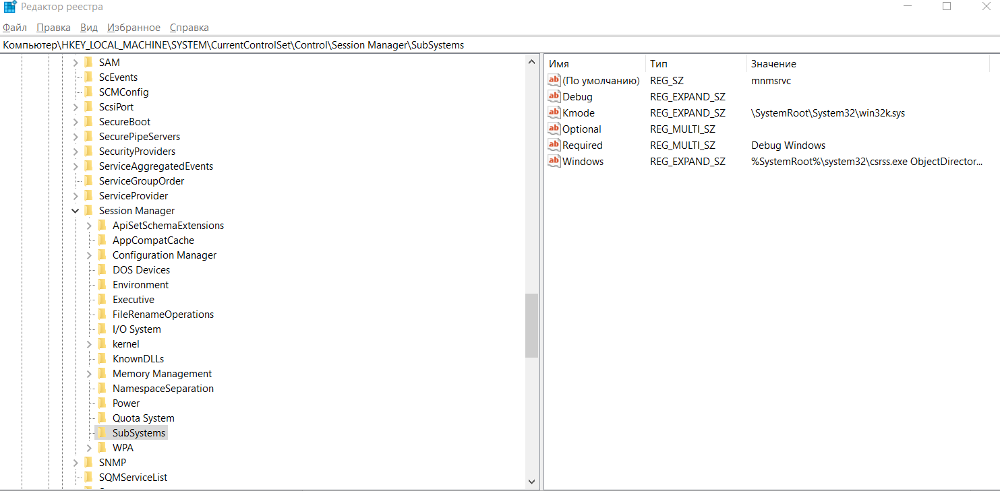 Редактор реестра
Файл Правка Вид Избранное Справка
Компьютер\HKEY_LOCAL_MACHINE\SYSTEM\CurrentControlSet\Control\Session Manager\SubSystems
SAM
ScEvents
SCMConfig
ScsiPort
SecureBoot
SecurePipeServers
SecurityProviders
ServiceAggregatedEvents
ServiceGroupOrder
ServiceProvider
Session Manager
ApiSetSchemaExtensions
AppCompatCache
Configuration Manager
DOS Devices
Environment
Executive
FileRenameOperations
I/O System
kernel
KnownDLLs
Memory Management
NamespaceSeparation
Power
Quota System
SubSystems
WPA
SNMP
SQMServiceList
Имя Тип Значение
(По умолчанию) REG_SZ mnmsrvc
Debug REG_EXPAND_SZ
Kmode REG_EXPAND_SZ \SystemRoot\System32\win32k.sys
Optional REG_MULTI_SZ
Required REG_MULTI_SZ Debug Windows
Windows REG_EXPAND_SZ %SystemRoot%\system32\csrss.exe ObjectDirector...